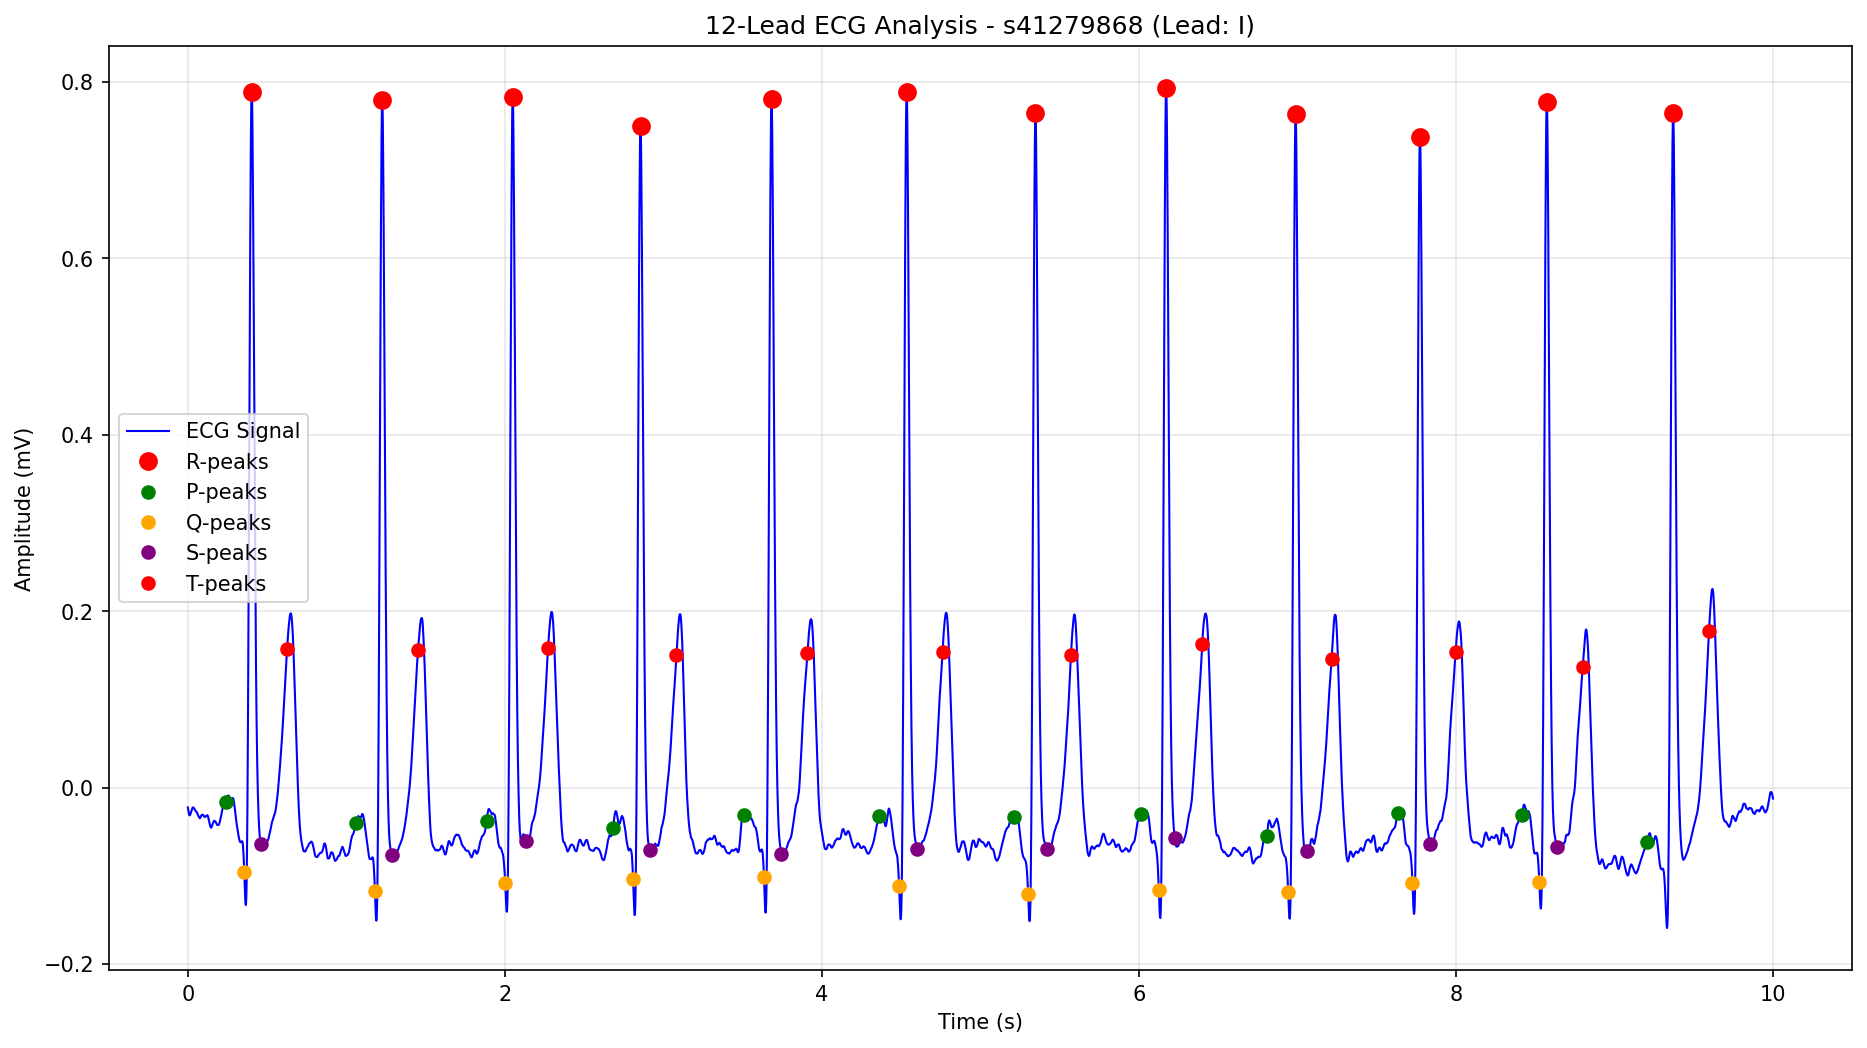 12-Lead ECG Analysis - s41279868 (Lead: I)
Amplitude (mV)
0.8
0.6
0.4
0.2
0.0
−0.2
ECG Signal
R-peaks
P-peaks
Q-peaks
S-peaks
T-peaks
0 2 4 6 8 10
Time (s)